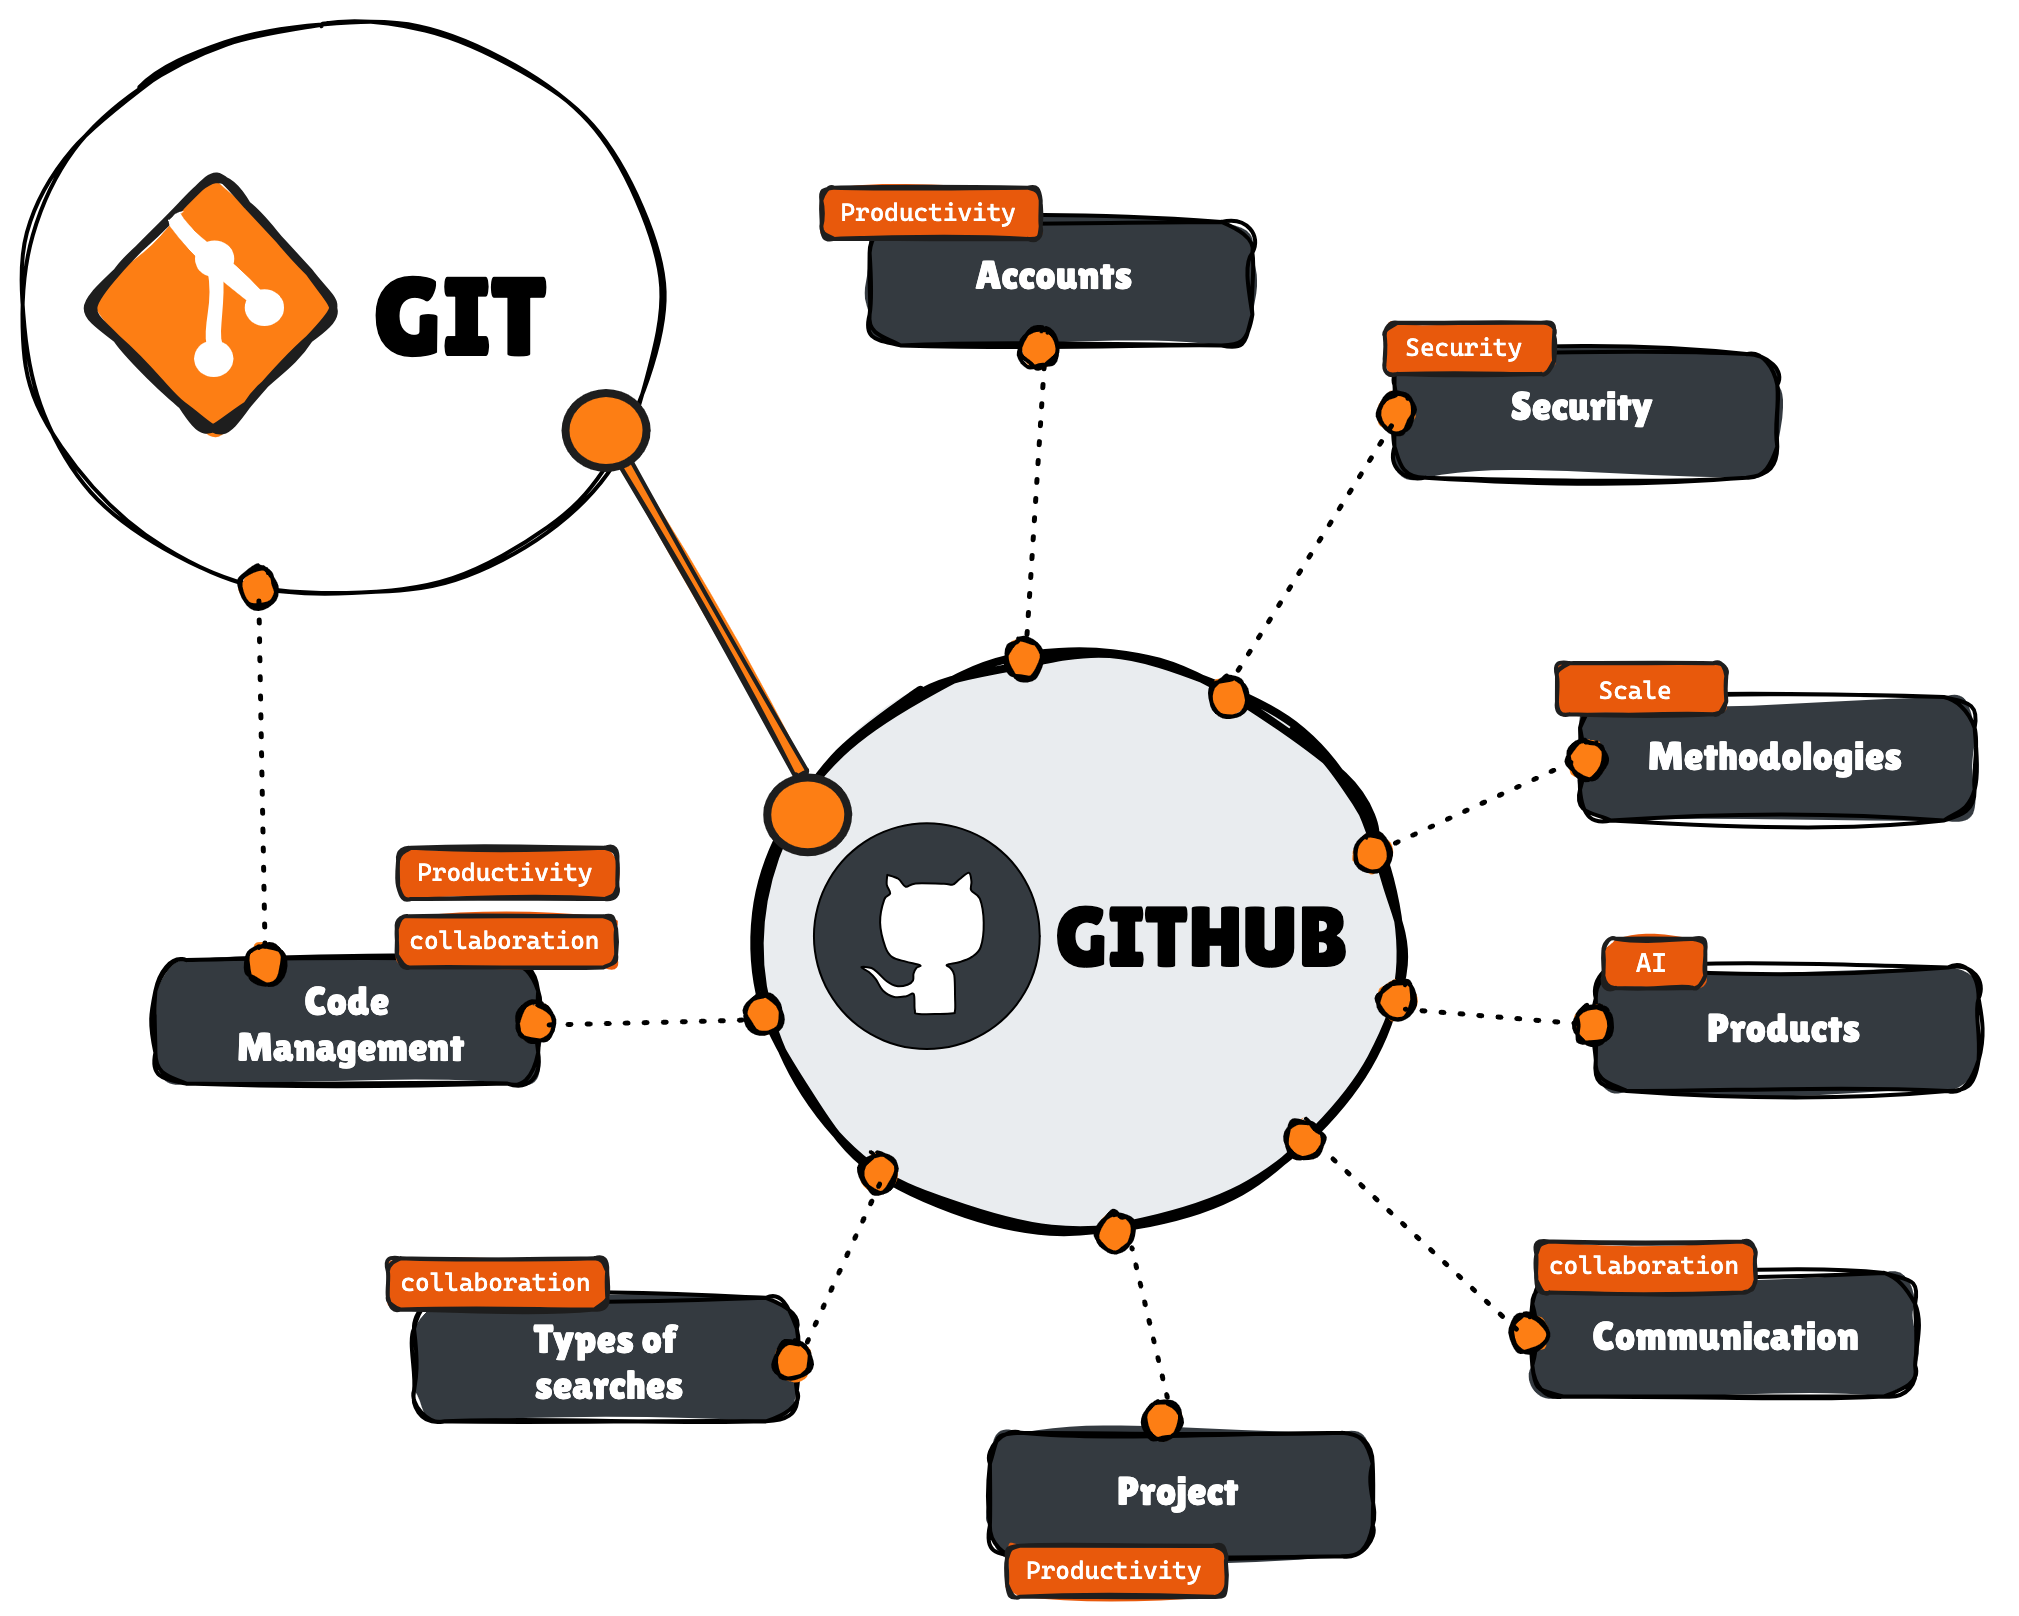 GIT
Productivity
Accounts
Security
Security
Scale
Methodologies
Productivity
collaboration
Code
Management
GITHUB
AI
Products
collaboration
Types of
searches
collaboration
Communication
Project
Productivity